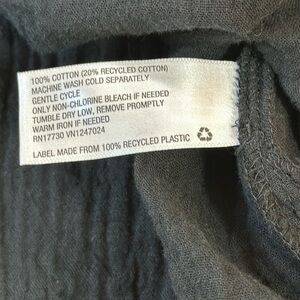 100% COTTON (20% RECYCLED COTTON)
MACHINE WASH COLD SEPARATELY
GENTLE CYCLE
ONLY NON-CHLORINE BLEACH IF NEEDED
TUMBLE DRY LOW, REMOVE PROMPTLY
WARM IRON IF NEEDED
RN17730 VN1247024
LABEL MADE FROM 100% RECYCLED PLASTIC